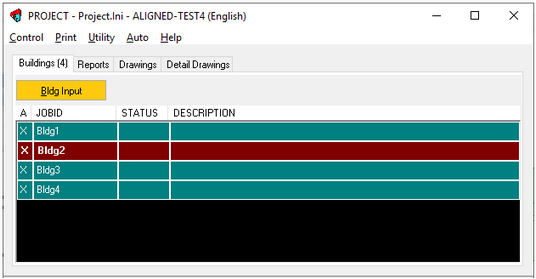 PROJECT - Project.Ini - ALIGNED-TEST4 (English)
Control Print Utility Auto Help
Buildings (4) Reports Drawings Detail Drawings
Bldg Input
A JOBID STATUS DESCRIPTION
X Bldg1
X Bldg2
X Bldg3
X Bldg4